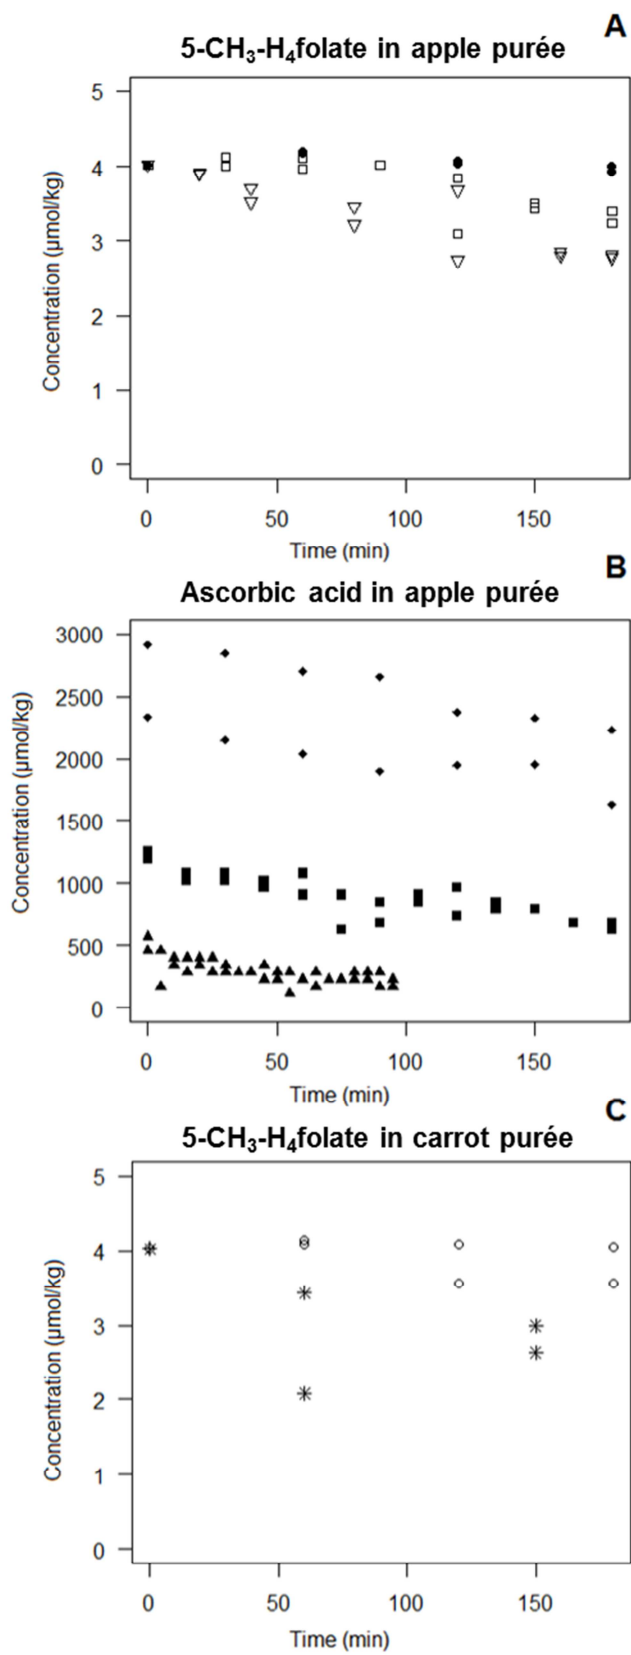 A
5-CH₃-H₄folate in apple purée
5
4
3
2
1
0
Concentration (µmol/kg)
0 50 100 150
Time (min)
B
Ascorbic acid in apple purée
3000
2500
2000
1500
1000
500
0
Concentration (µmol/kg)
0 50 100 150
Time (min)
C
5-CH₃-H₄folate in carrot purée
5
4
3
2
1
0
Concentration (µmol/kg)
0 50 100 150
Time (min)